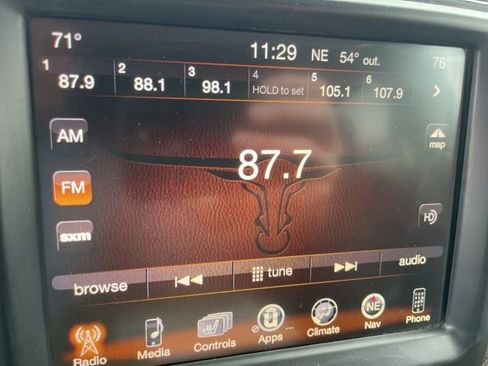 71° 11:29 NE 54° out. 76°
1 87.9 2 88.1 3 98.1 4 HOLD to set 5 105.1 6 107.9
AM map
87.7
FM
sxm HD
browse tune audio
Radio Media Controls Apps ... Climate NE Nav Phone